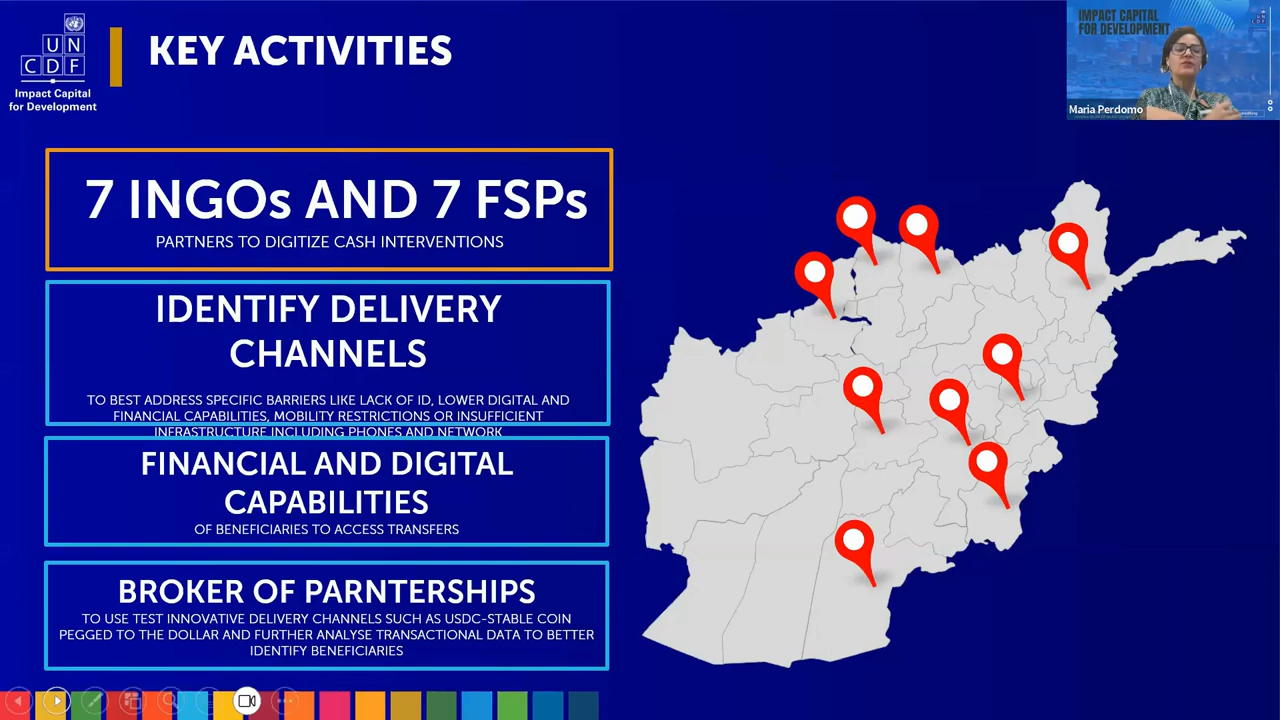 UN
CDF
Impact Capital
for Development
KEY ACTIVITIES
IMPACT CAPITAL
FOR DEVELOPMENT
Maria Perdomo
7 INGOs AND 7 FSPs
PARTNERS TO DIGITIZE CASH INTERVENTIONS
IDENTIFY DELIVERY
CHANNELS
TO BEST ADDRESS SPECIFIC BARRIERS LIKE LACK OF ID, LOWER DIGITAL AND
FINANCIAL CAPABILITIES, MOBILITY RESTRICTIONS OR INSUFFICIENT
INFRASTRUCTURE INCLUDING PHONES AND NETWORK
FINANCIAL AND DIGITAL
CAPABILITIES
OF BENEFICIARIES TO ACCESS TRANSFERS
BROKER OF PARNTERSHIPS
TO USE TEST INNOVATIVE DELIVERY CHANNELS SUCH AS USDC-STABLE COIN
PEGGED TO THE DOLLAR AND FURTHER ANALYSE TRANSACTIONAL DATA TO BETTER
IDENTIFY BENEFICIARIES